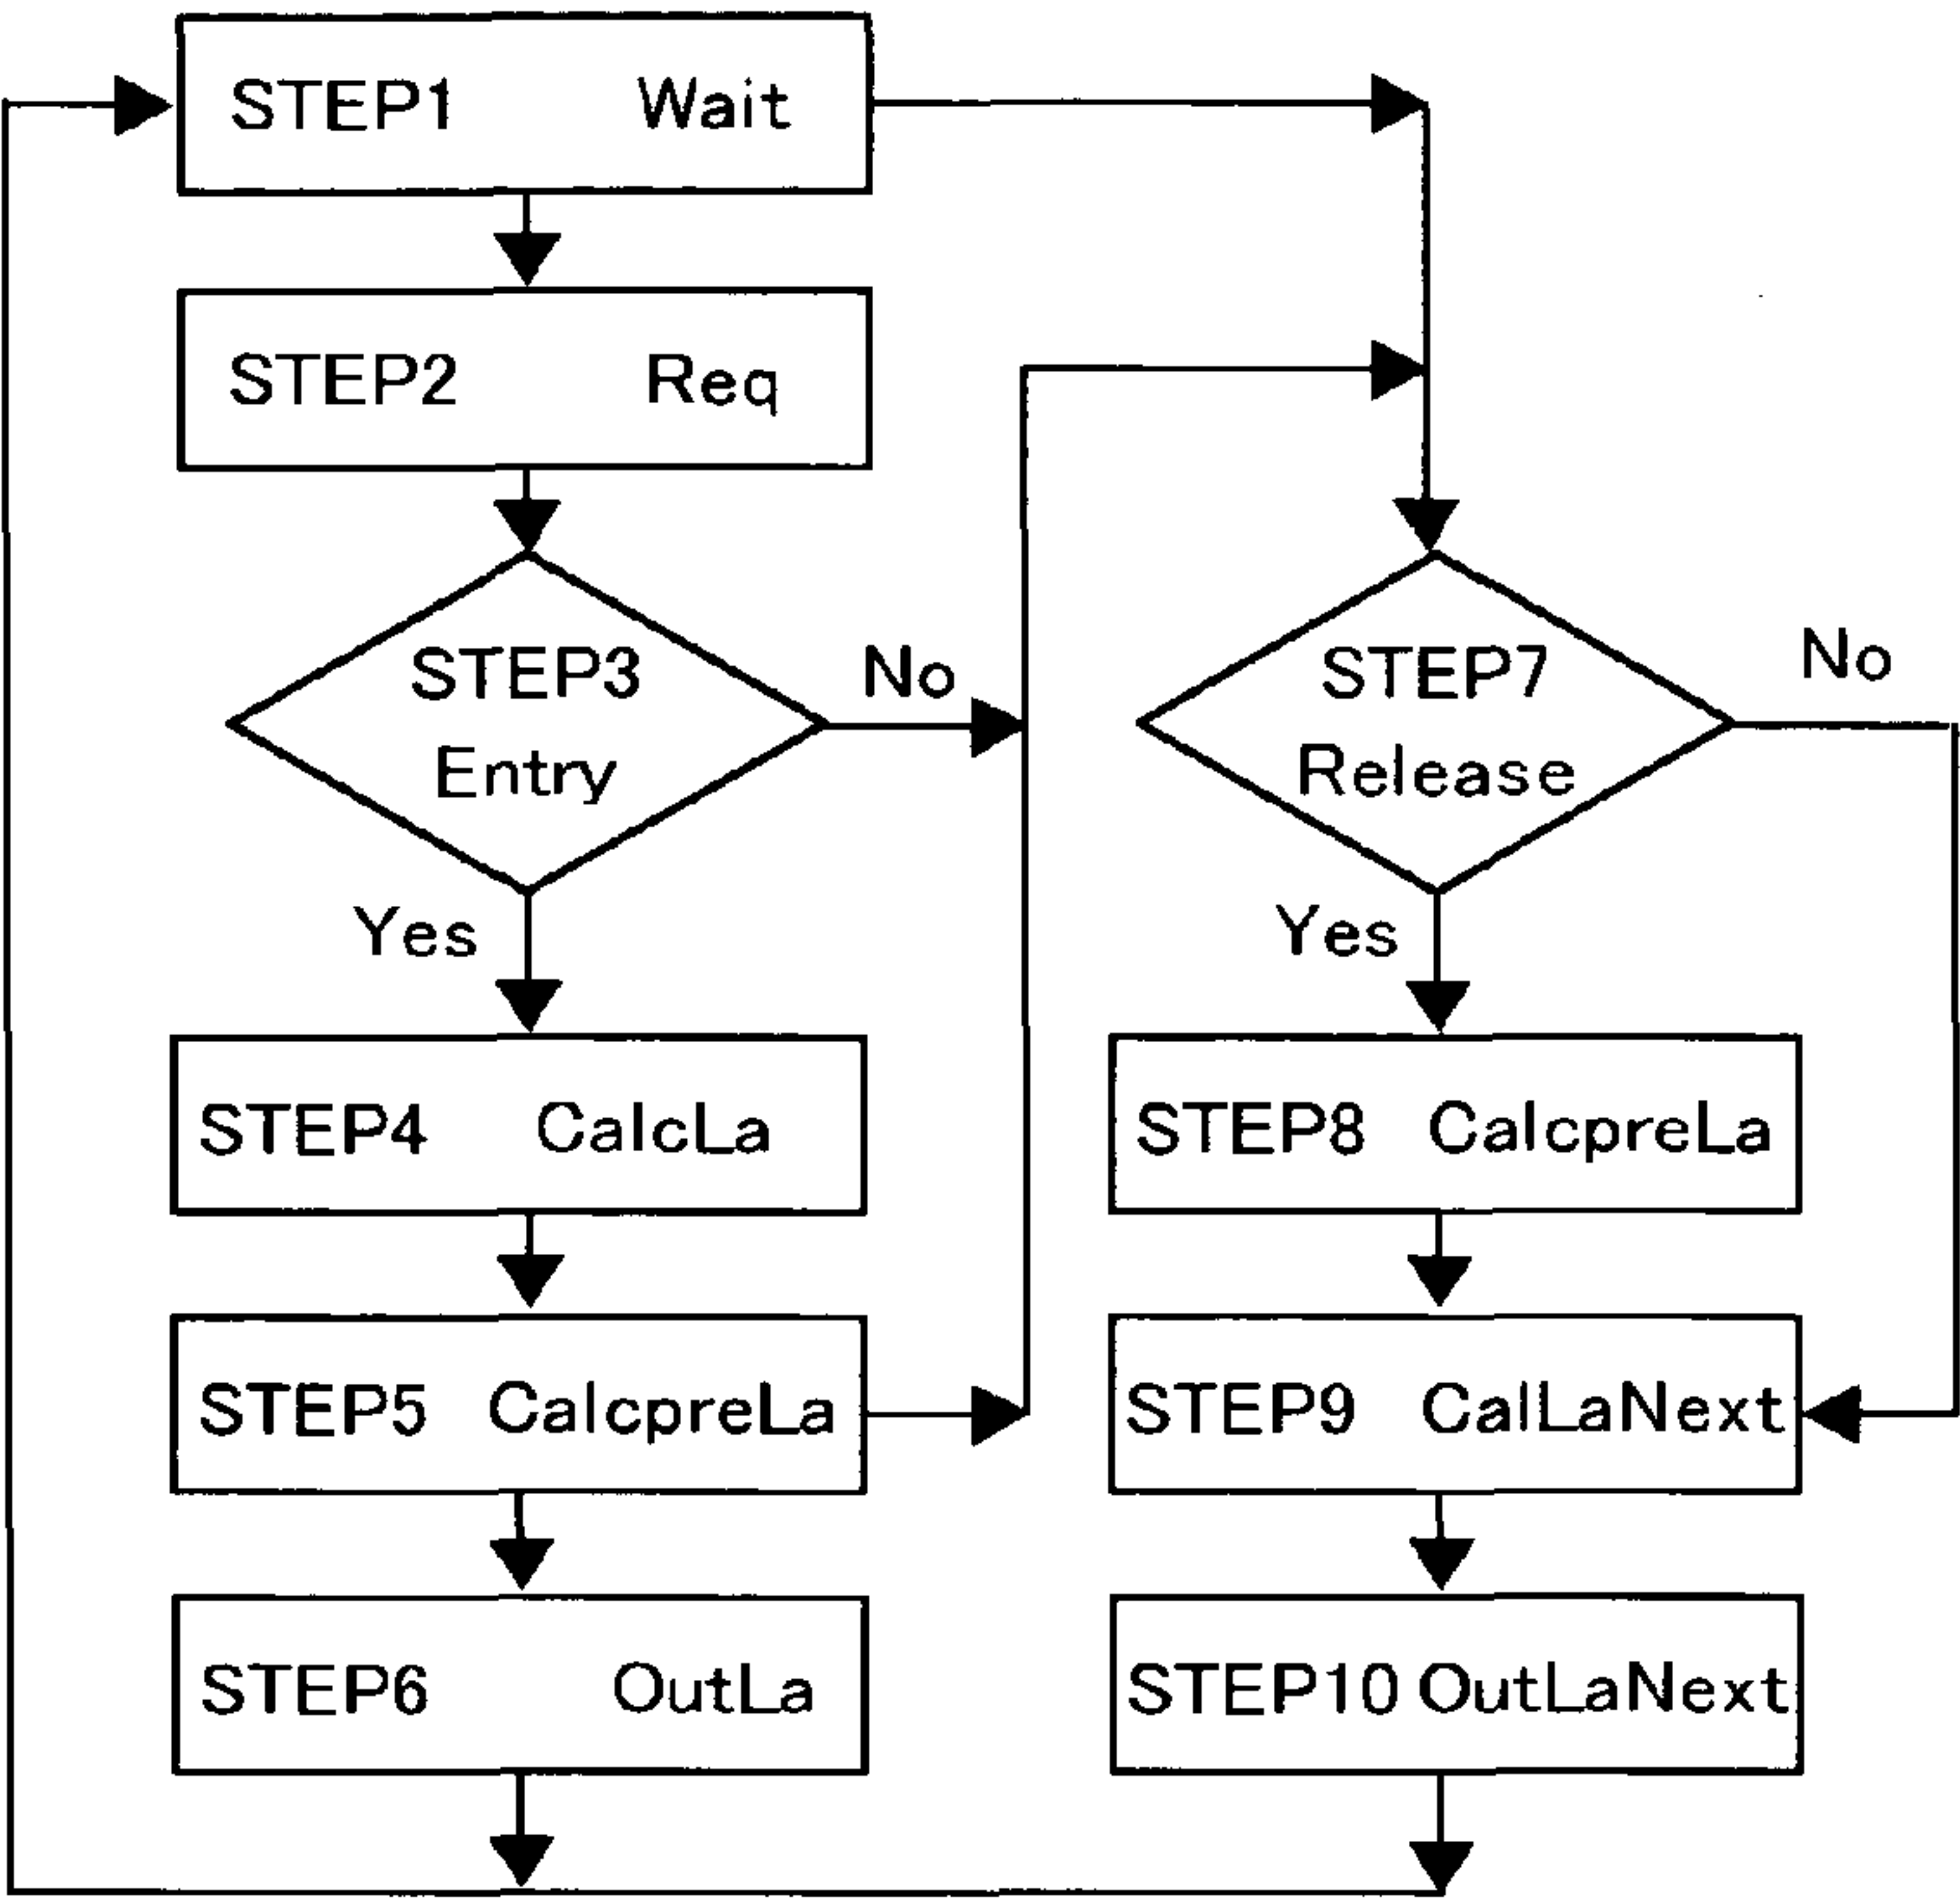 STEP1 Wait
STEP2 Req
STEP3
Entry
No
Yes
STEP4 CalcLa
STEP5 CalcpreLa
STEP6 OutLa
STEP7
Release
No
Yes
STEP8 CalcpreLa
STEP9 CalLaNext
STEP10 OutLaNext